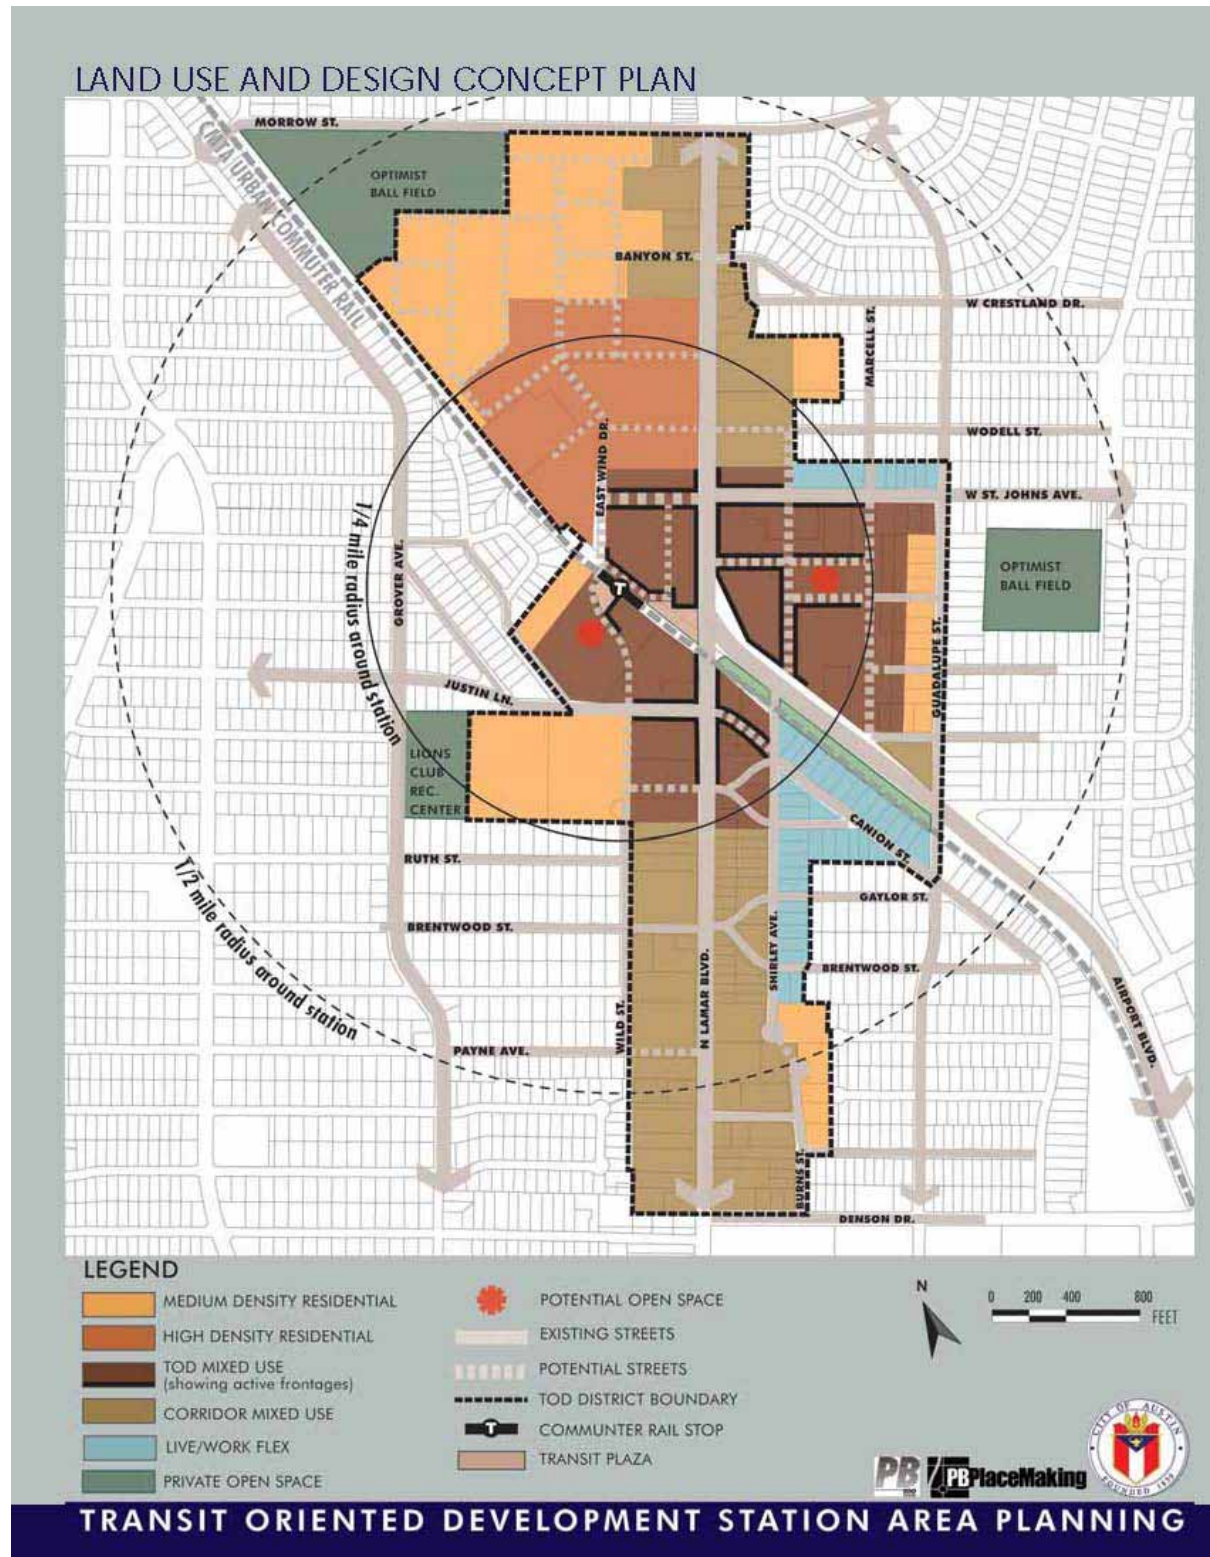 LAND USE AND DESIGN CONCEPT PLAN
MORROW ST.
CMTA URBAN COMMUTER RAIL
OPTIMIST
BALL FIELD
BANYON ST.
W CRESTLAND DR.
MARCELL ST.
WODELL ST.
EAST WIND DR.
W ST. JOHNS AVE.
1/4 mile radius around station
GROVER AVE.
OPTIMIST
BALL FIELD
T
GUADALUPE ST.
JUSTIN LN.
LIONS
CLUB
REC.
CENTER
CANION ST.
RUTH ST.
1/2 mile radius around station
GAYLOR ST.
BRENTWOOD ST.
SHIRLEY AVE.
BRENTWOOD ST.
N LAMAR BLVD.
AIRPORT BLVD.
WILD ST.
PAYNE AVE.
BURNS ST.
DENSON DR.
LEGEND
MEDIUM DENSITY RESIDENTIAL
HIGH DENSITY RESIDENTIAL
TOD MIXED USE
(showing active frontages)
CORRIDOR MIXED USE
LIVE/WORK FLEX
PRIVATE OPEN SPACE
POTENTIAL OPEN SPACE
EXISTING STREETS
POTENTIAL STREETS
TOD DISTRICT BOUNDARY
T
COMMUNTER RAIL STOP
TRANSIT PLAZA
N
0 200 400 800
FEET
PB
PBPlaceMaking
CITY OF AUSTIN
FOUNDED 1839
TRANSIT ORIENTED DEVELOPMENT STATION AREA PLANNING